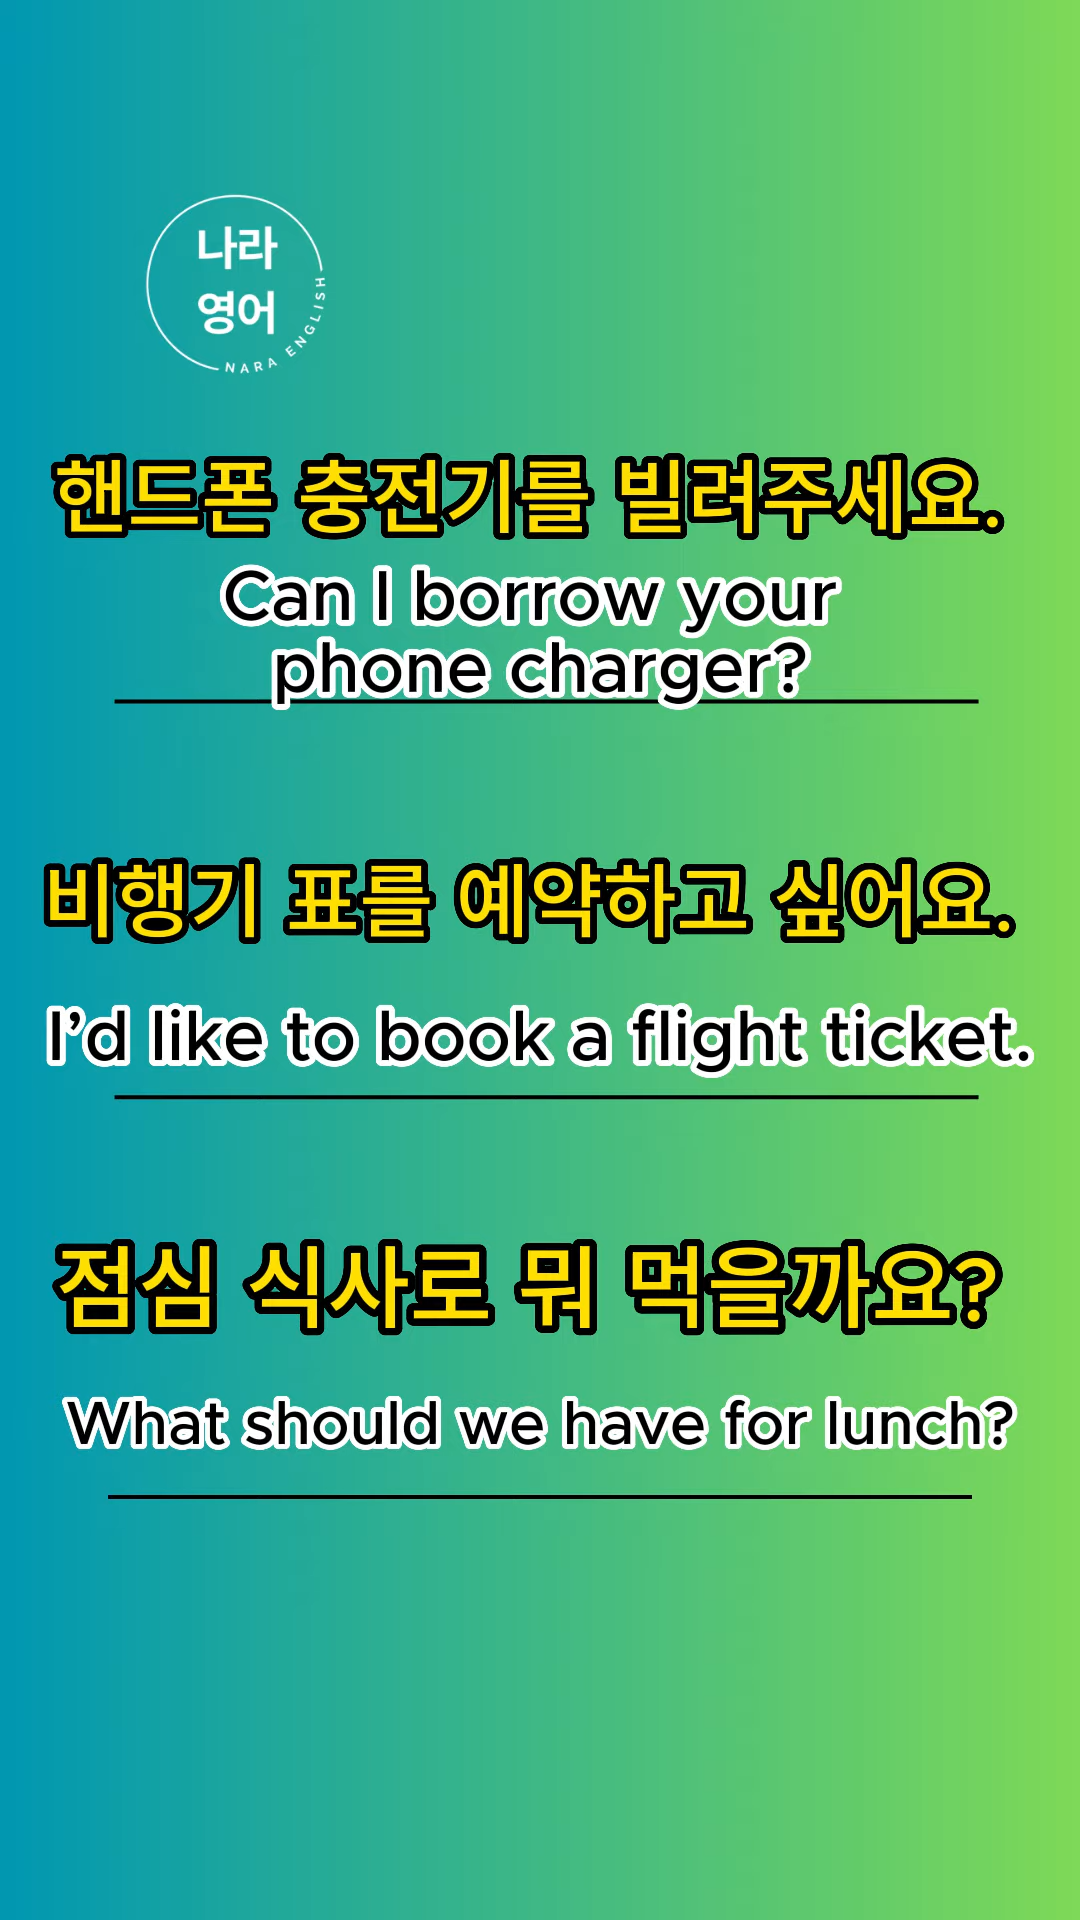 나라
영어
NARA ENGLISH
핸드폰 충전기를 빌려주세요.
Can I borrow your
phone charger?
비행기 표를 예약하고 싶어요.
I’d like to book a flight ticket.
점심 식사로 뭐 먹을까요?
What should we have for lunch?